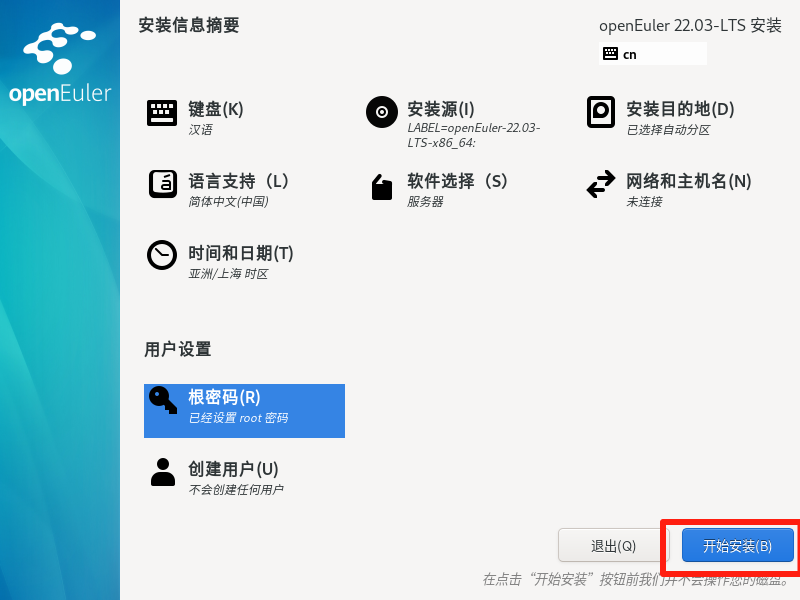 openEuler
安装信息摘要
openEuler 22.03-LTS 安装
cn
键盘(K)
汉语
安装源(I)
LABEL=openEuler-22.03-
LTS-x86_64:
安装目的地(D)
已选择自动分区
语言支持（L）
简体中文(中国)
软件选择（S）
服务器
网络和主机名(N)
未连接
时间和日期(T)
亚洲/上海 时区
用户设置
根密码(R)
已经设置 root 密码
创建用户(U)
不会创建任何用户
退出(Q)
开始安装(B)
在点击“开始安装”按钮前我们并不会操作您的磁盘。